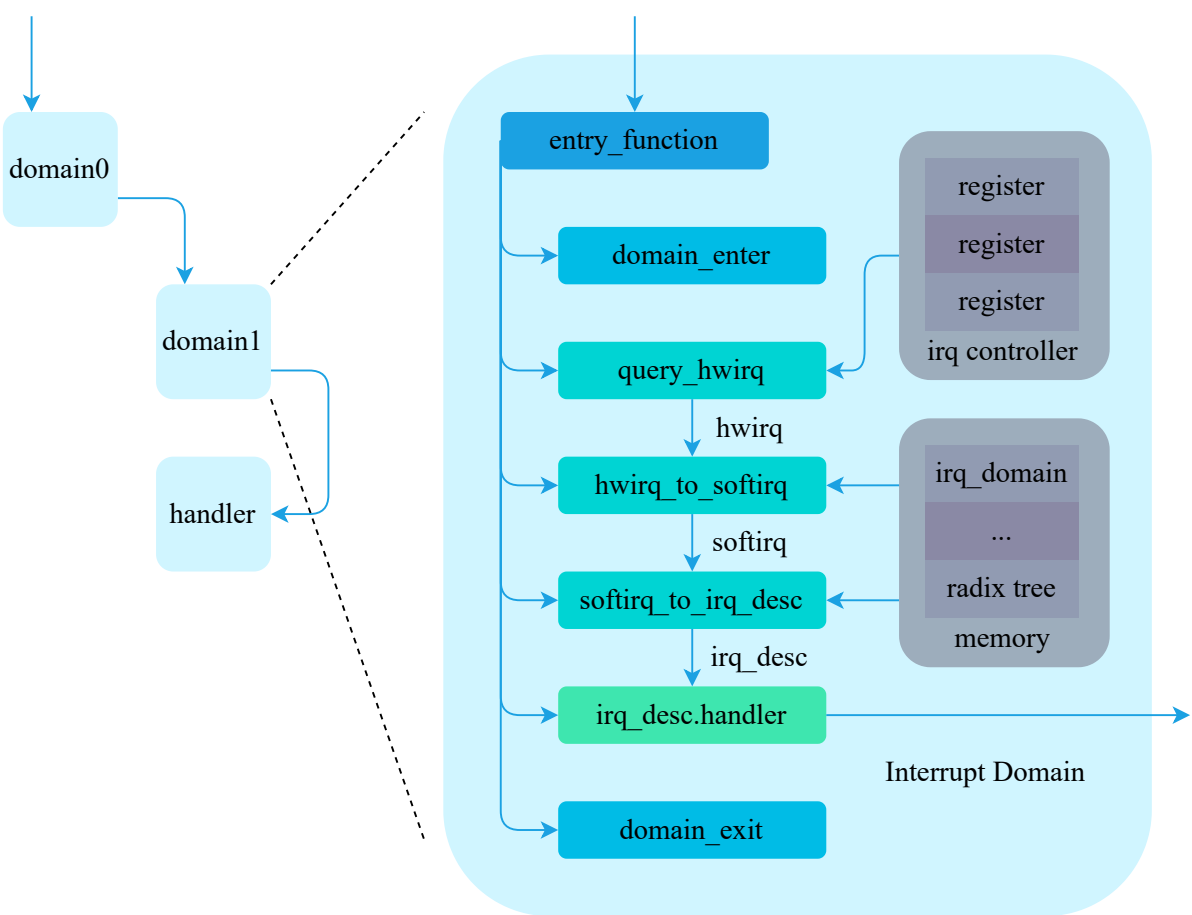 domain0
domain1
handler
entry_function
domain_enter
query_hwirq
hwirq
hwirq_to_softirq
softirq
softirq_to_irq_desc
irq_desc
irq_desc.handler
domain_exit
register
register
register
irq controller
irq_domain
...
radix tree
memory
Interrupt Domain